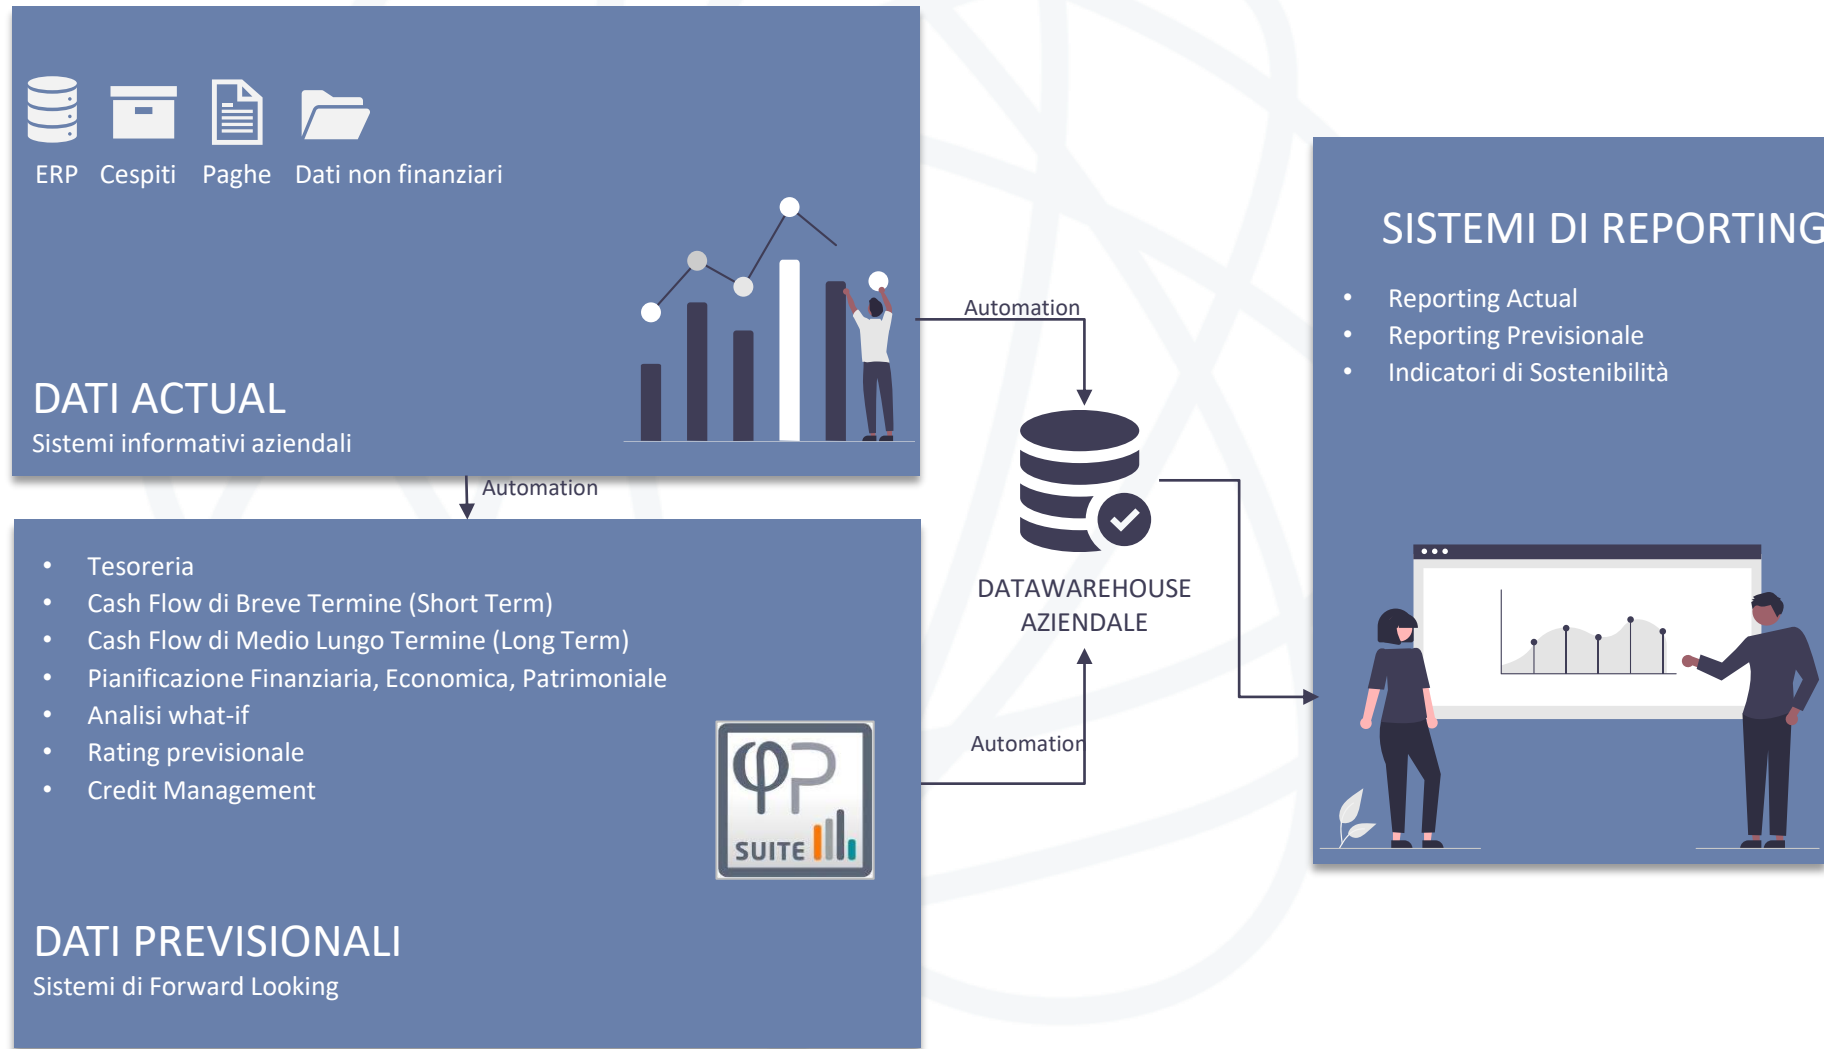 ERP
Cespiti
Paghe
Dati non finanziari
DATI ACTUAL
Sistemi informativi aziendali
Automation
Automation
• Tesoreria
• Cash Flow di Breve Termine (Short Term)
• Cash Flow di Medio Lungo Termine (Long Term)
• Pianificazione Finanziaria, Economica, Patrimoniale
• Analisi what-if
• Rating previsionale
• Credit Management
φP
SUITE
DATI PREVISIONALI
Sistemi di Forward Looking
DATAWAREHOUSE
AZIENDALE
Automation
SISTEMI DI REPORTING
• Reporting Actual
• Reporting Previsionale
• Indicatori di Sostenibilità